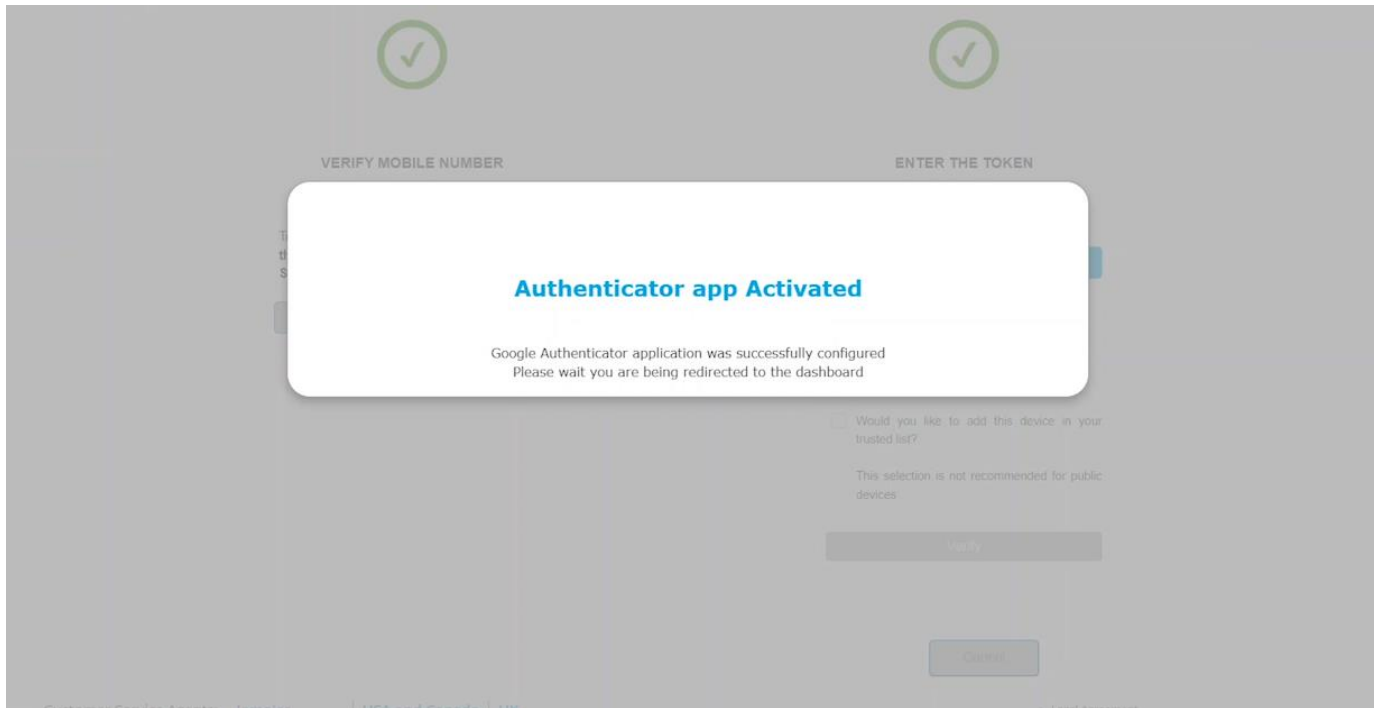 VERIFY MOBILE NUMBER
ENTER THE TOKEN
Authenticator app Activated
Google Authenticator application was successfully configured
Please wait you are being redirected to the dashboard
Would you like to add this device in your
trusted list?
This selection is not recommended for public
devices
Verify
Cancel